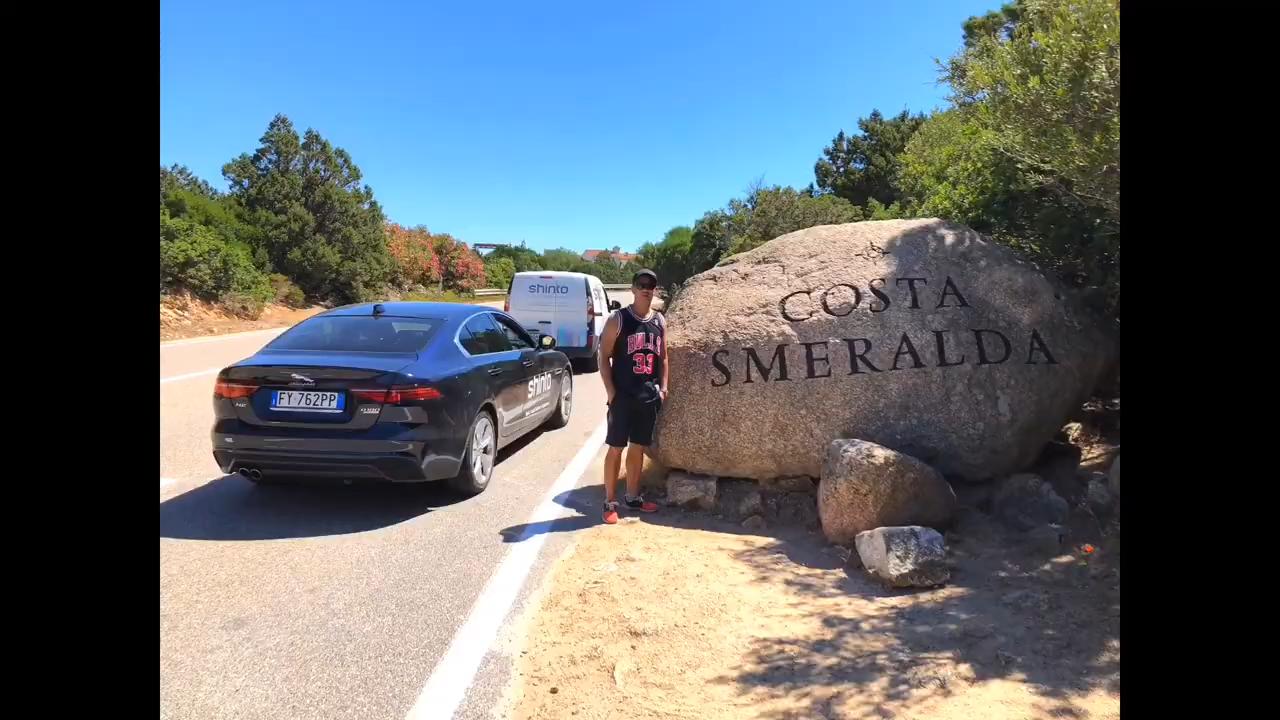 COSTA
SMERALDA
shinto
shinto
BULLS
33
FY 762PP